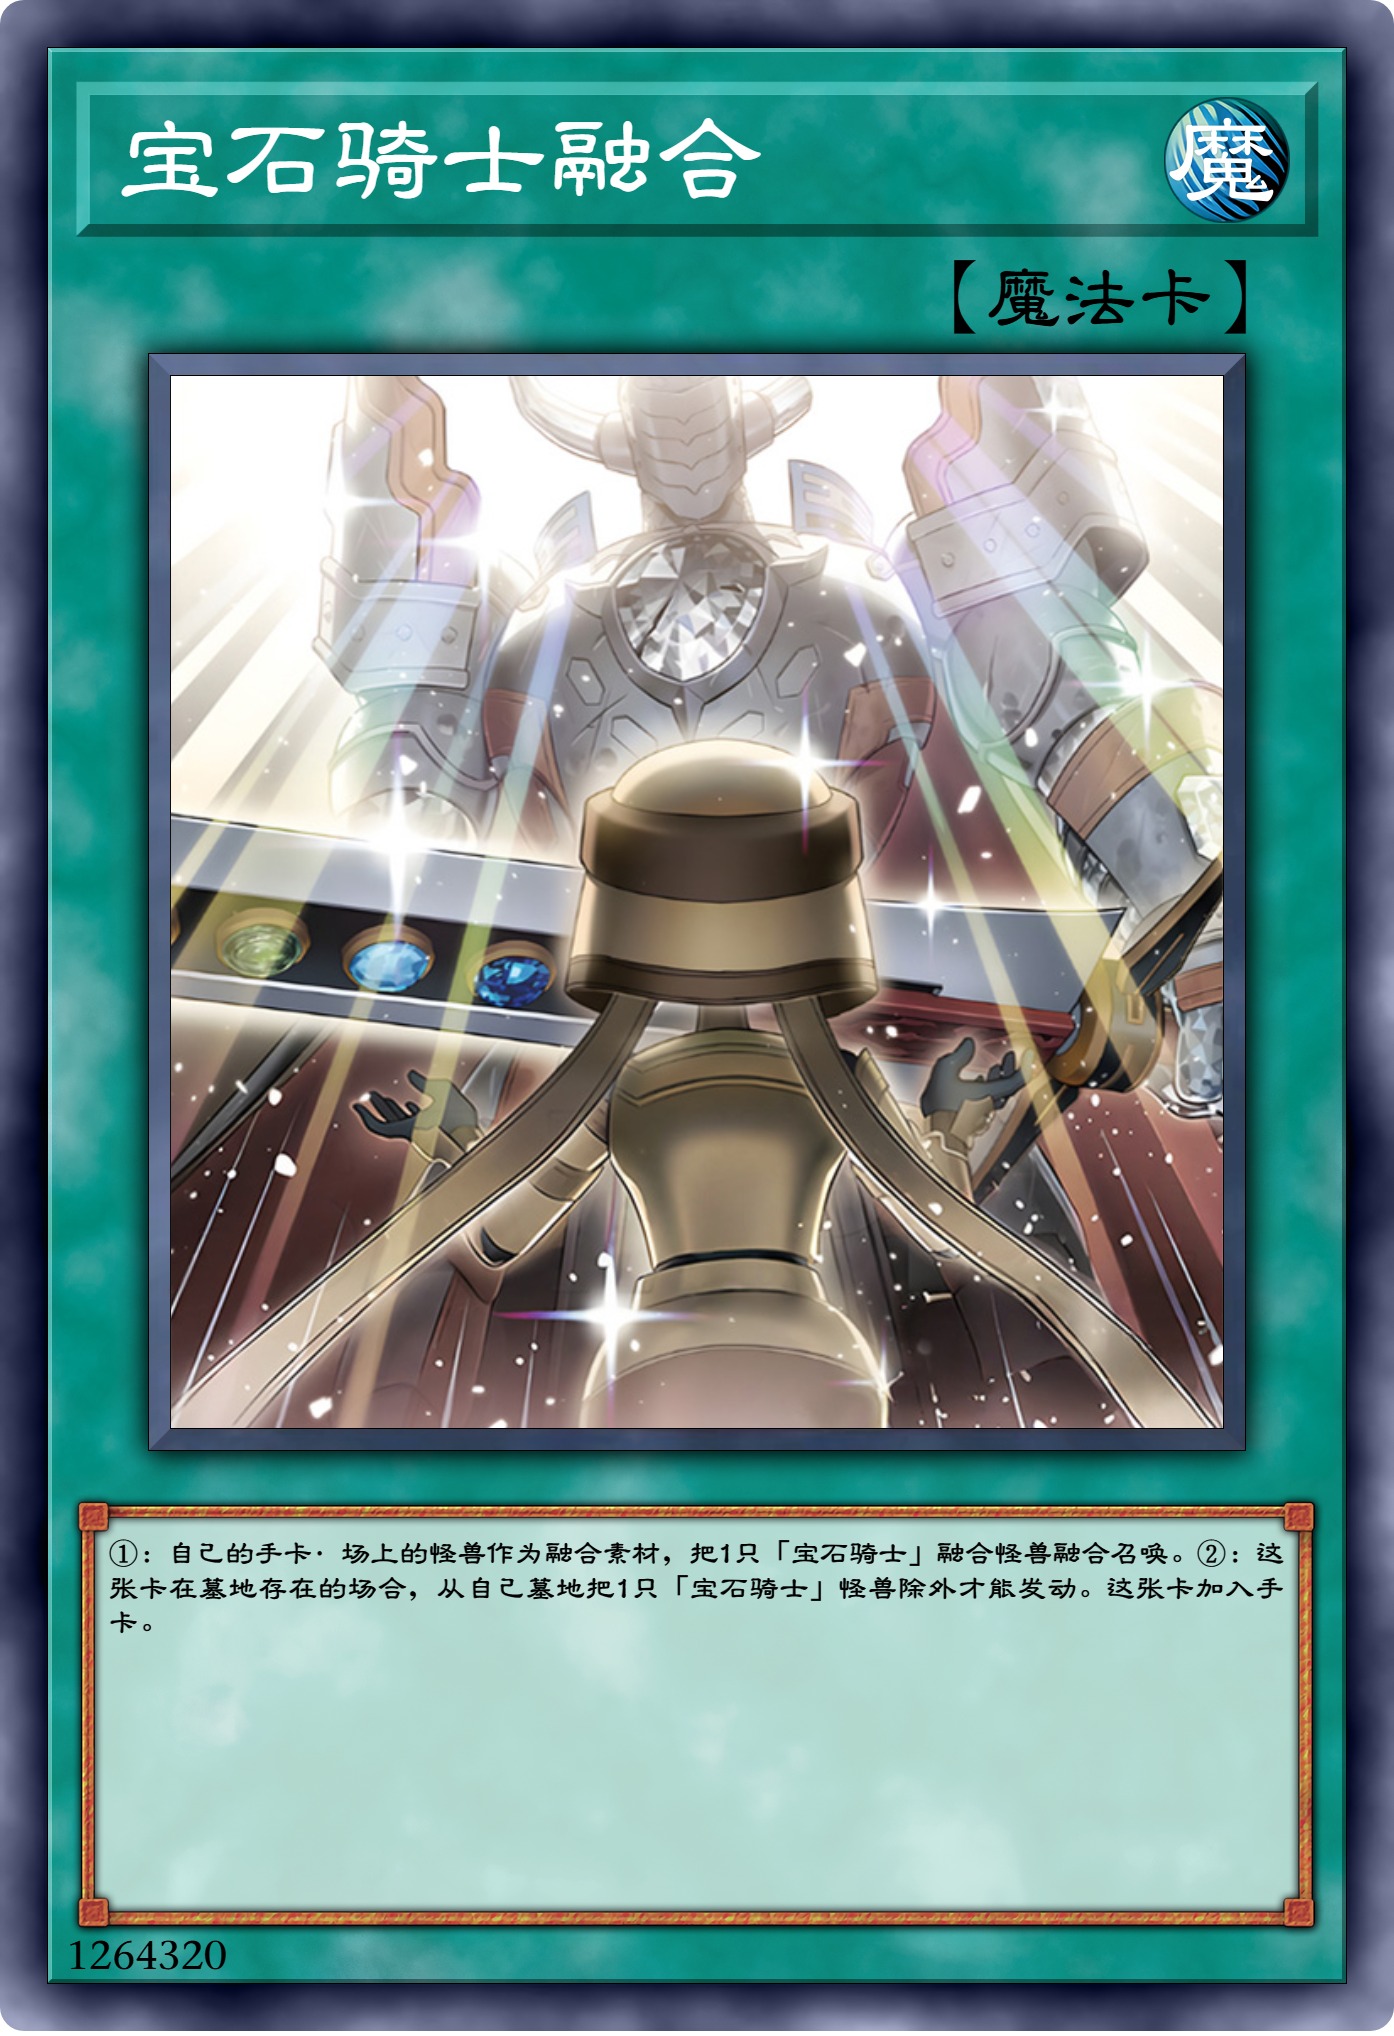 宝石骑士融合
魔
【魔法卡】
①：自己的手卡·场上的怪兽作为融合素材，把1只「宝石骑士」融合怪兽融合召唤。②：这
张卡在墓地存在的场合，从自己墓地把1只「宝石骑士」怪兽除外才能发动。这张卡加入手
卡。
1264320